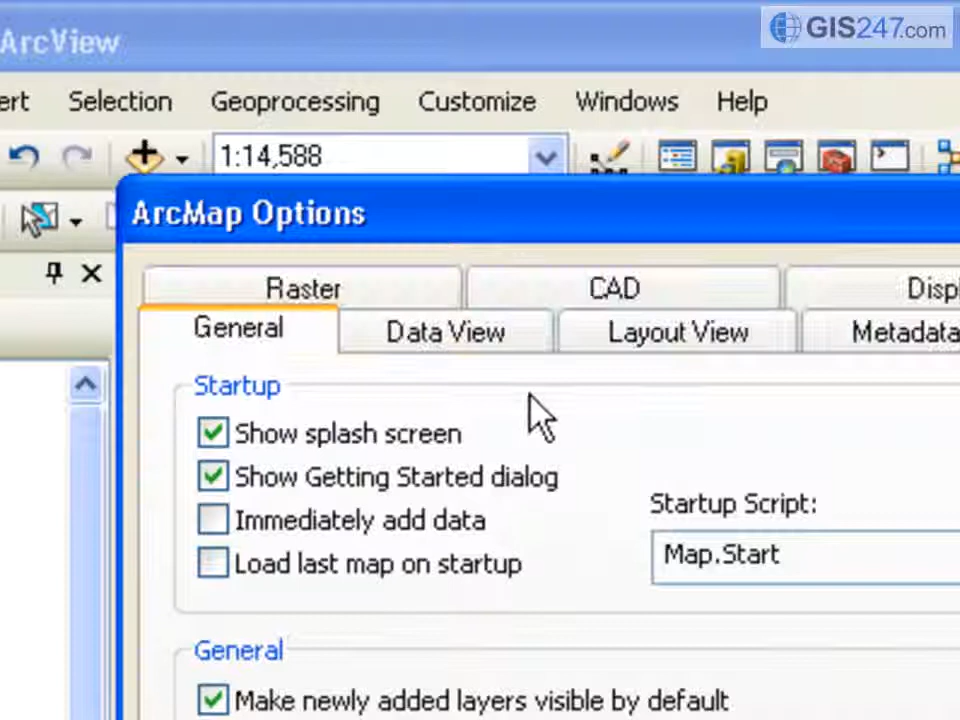 ArcView
GIS247.com
ert Selection Geoprocessing Customize Windows Help
1:14,588
ArcMap Options
Raster CAD Displ
General Data View Layout View Metadata
Startup
Show splash screen
Show Getting Started dialog
Immediately add data
Load last map on startup
Startup Script:
Map.Start
General
Make newly added layers visible by default